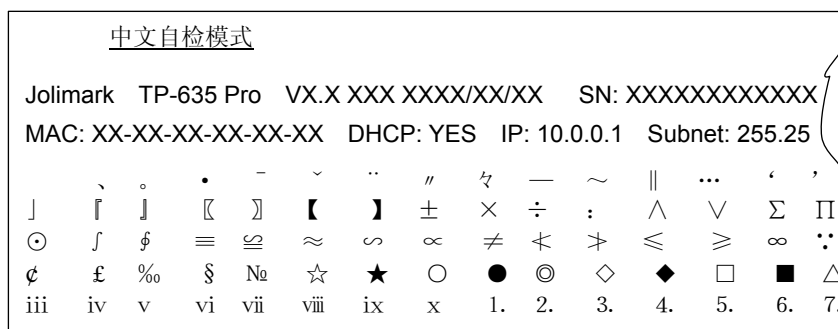 中文自检模式
Jolimark TP-635 Pro VX.X XXX XXXX/XX/XX SN: XXXXXXXXXXXX
MAC: XX-XX-XX-XX-XX-XX DHCP: YES IP: 10.0.0.1 Subnet: 255.25
、 。 • ˉ ˇ ¨ 〃 々 — ～ ‖ … ‘ ’
」 『 』 〖 〗 【 】 ± × ÷ ∶ ∧ ∨ Σ Π
⊙ ∫ ∮ ≡ ≌ ≈ ∽ ∝ ≠ ≮ ≯ ≤ ≥ ∞ ∵
¢ £ ‰ § № ☆ ★ ○ ● ◎ ◇ ◆ □ ■ △
ⅲ ⅳ ⅴ ⅵ ⅶ ⅷ ⅸ ⅹ 1. 2. 3. 4. 5. 6. 7.